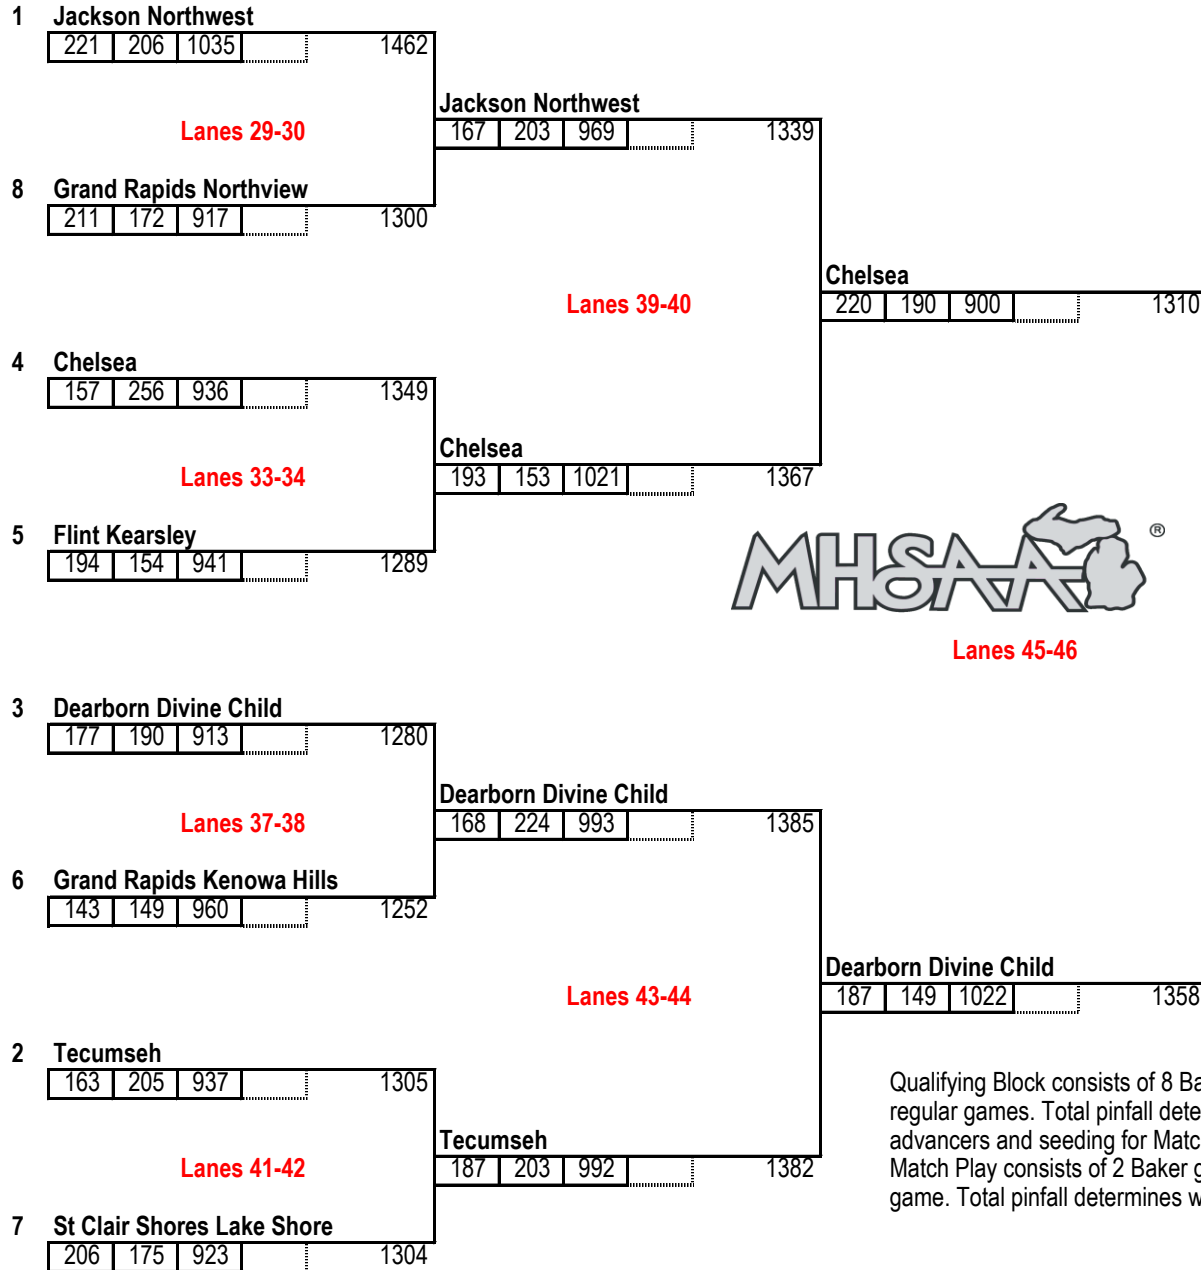 1 Jackson Northwest
221 206 1035 1462
Jackson Northwest
Lanes 29-30
167 203 969 1339
8 Grand Rapids Northview
211 172 917 1300
Chelsea
Lanes 39-40
220 190 900 1310
4 Chelsea
157 256 936 1349
Chelsea
Lanes 33-34
193 153 1021 1367
5 Flint Kearsley
194 154 941 1289
MHSAA ®
Lanes 45-46
3 Dearborn Divine Child
177 190 913 1280
Dearborn Divine Child
Lanes 37-38
168 224 993 1385
6 Grand Rapids Kenowa Hills
143 149 960 1252
Dearborn Divine Child
Lanes 43-44
187 149 1022 1358
2 Tecumseh
163 205 937 1305
Qualifying Block consists of 8 Ba
regular games. Total pinfall dete
advancers and seeding for Matc
Match Play consists of 2 Baker g
game. Total pinfall determines w
Tecumseh
Lanes 41-42
187 203 992 1382
7 St Clair Shores Lake Shore
206 175 923 1304